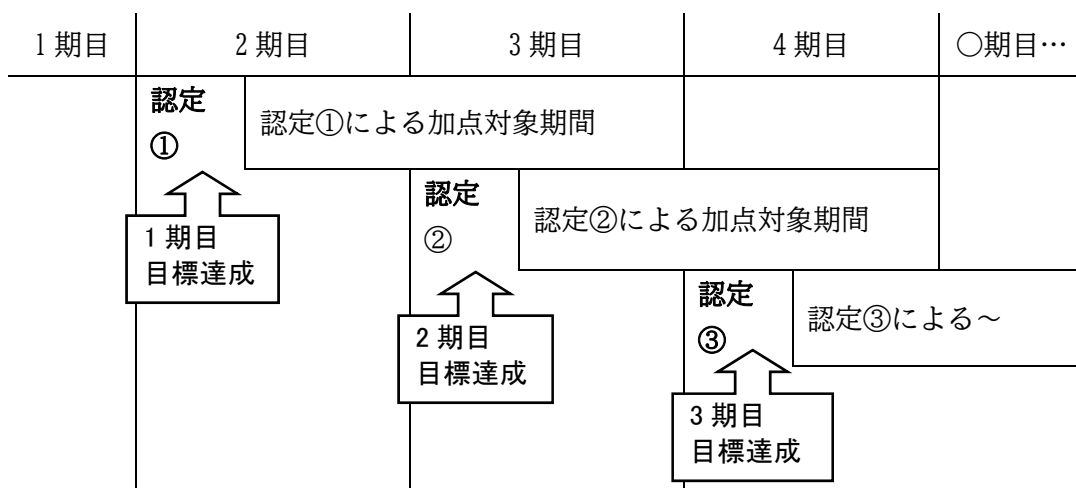 1期目
2期目
3期目
4期目
○期目…
認定
①
認定①による加点対象期間
1期目
目標達成
認定
②
認定②による加点対象期間
2期目
目標達成
認定
③
認定③による～
3期目
目標達成